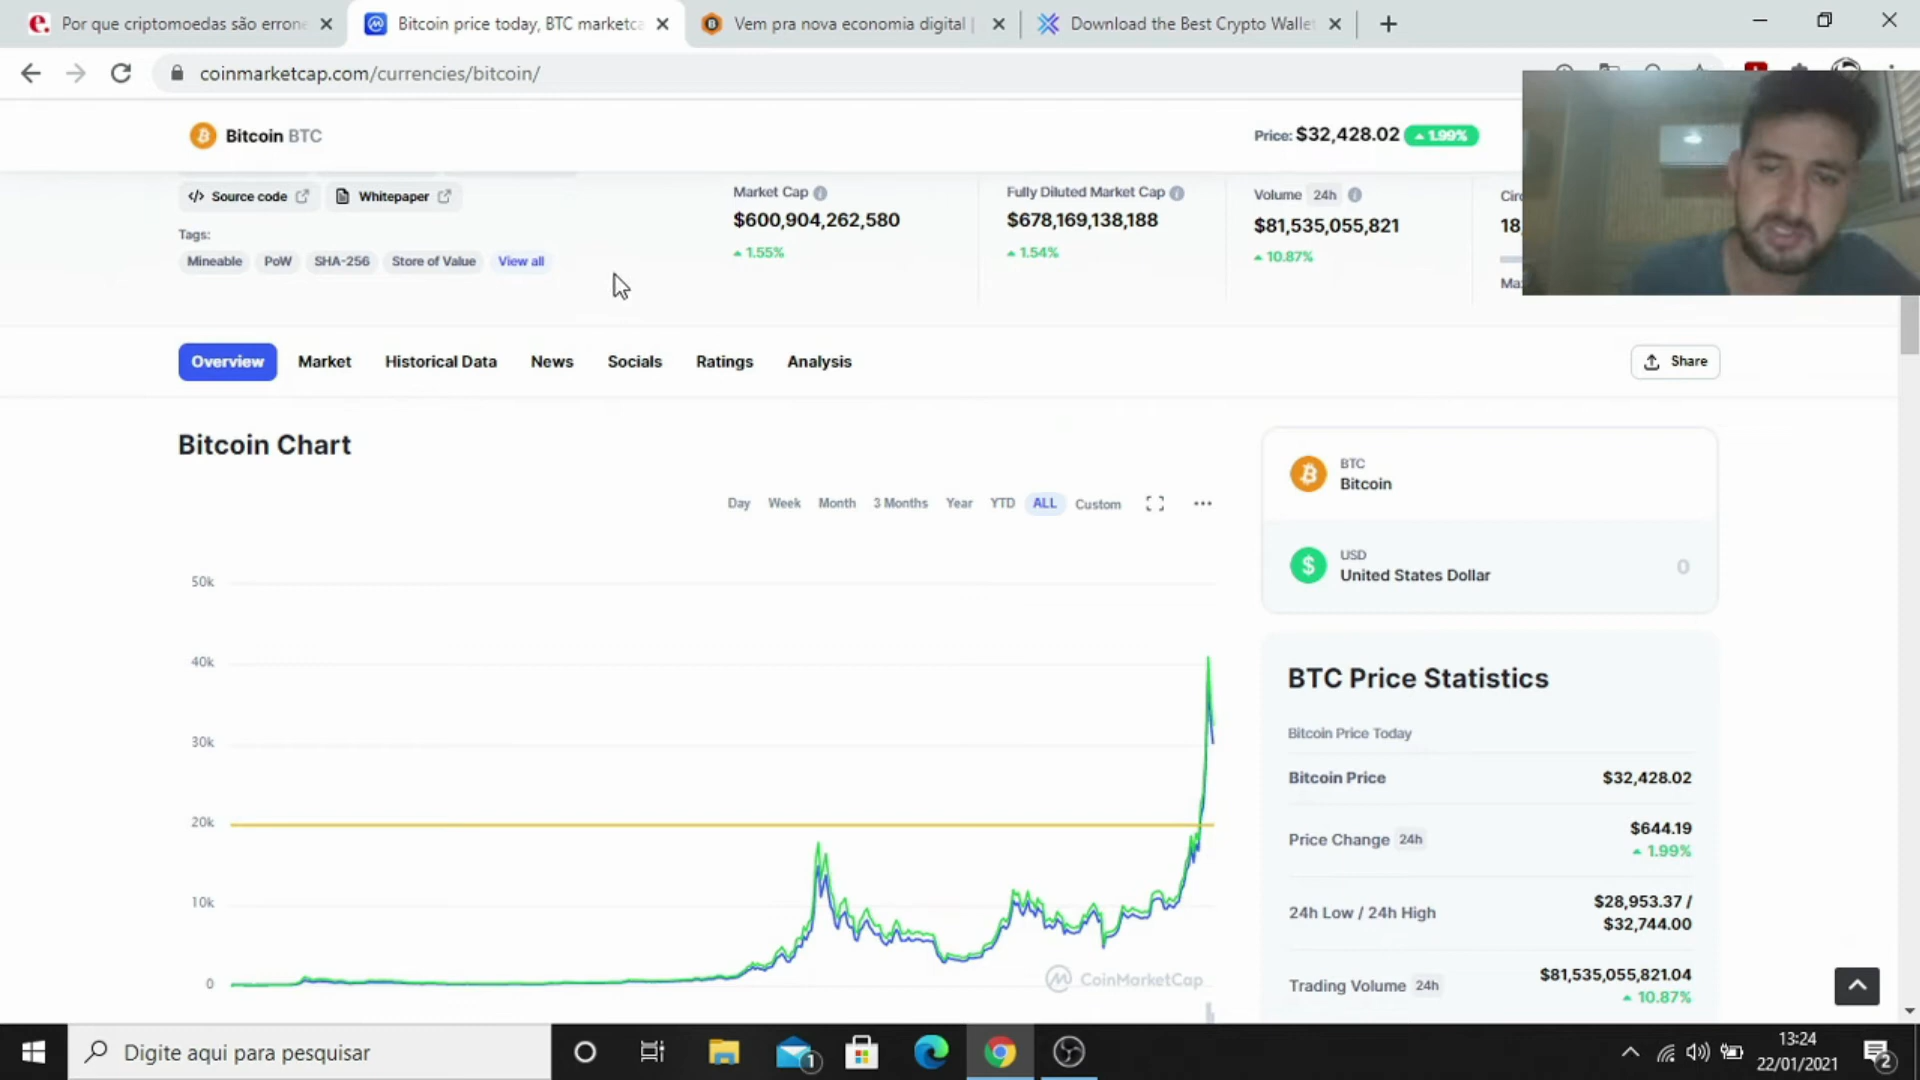 Por que criptomoedas são errone
Bitcoin price today, BTC marketca
Vem pra nova economia digital |
Download the Best Crypto Wallet
coinmarketcap.com/currencies/bitcoin/
Bitcoin BTC
Price: $32,428.02 1.99%
Source code
Whitepaper
Market Cap
$600,904,262,580
1.55%
Fully Diluted Market Cap
$678,169,138,188
1.54%
Volume 24h
$81,535,055,821
10.87%
18,
Tags:
Mineable PoW SHA-256 Store of Value View all
Overview Market Historical Data News Socials Ratings Analysis
Share
Bitcoin Chart
Day Week Month 3 Months Year YTD ALL Custom
50k
40k
30k
20k
10k
0
CoinMarketCap
BTC
Bitcoin
USD
United States Dollar
0
BTC Price Statistics
Bitcoin Price Today
Bitcoin Price $32,428.02
Price Change 24h $644.19
1.99%
24h Low / 24h High $28,953.37 /
$32,744.00
Trading Volume 24h $81,535,055,821.04
10.87%
Digite aqui para pesquisar
1
13:24
22/01/2021
2